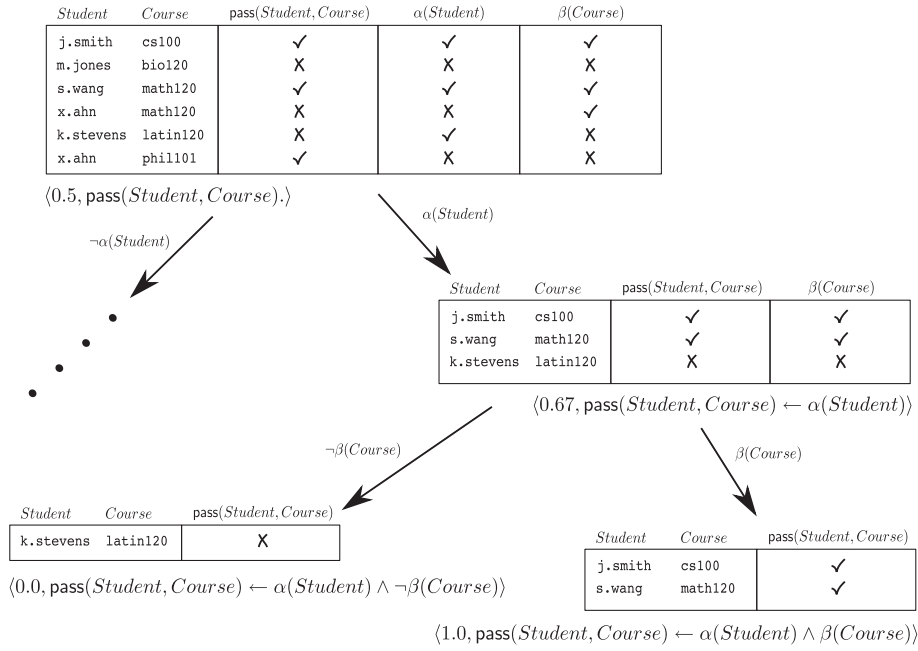 Student Course pass(Student, Course) α(Student) β(Course)
j.smith cs100 ✓ ✓ ✓
m.jones bio120 ✗ ✗ ✗
s.wang math120 ✓ ✓ ✓
x.ahn math120 ✗ ✗ ✓
k.stevens latin120 ✗ ✓ ✗
x.ahn phil101 ✓ ✗ ✗
⟨0.5, pass(Student, Course).⟩
¬α(Student)
α(Student)
Student Course pass(Student, Course) β(Course)
j.smith cs100 ✓ ✓
s.wang math120 ✓ ✓
k.stevens latin120 ✗ ✗
⟨0.67, pass(Student, Course) ← α(Student)⟩
¬β(Course)
β(Course)
Student Course pass(Student, Course)
k.stevens latin120 ✗
⟨0.0, pass(Student, Course) ← α(Student) ∧ ¬β(Course)⟩
Student Course pass(Student, Course)
j.smith cs100 ✓
s.wang math120 ✓
⟨1.0, pass(Student, Course) ← α(Student) ∧ β(Course)⟩